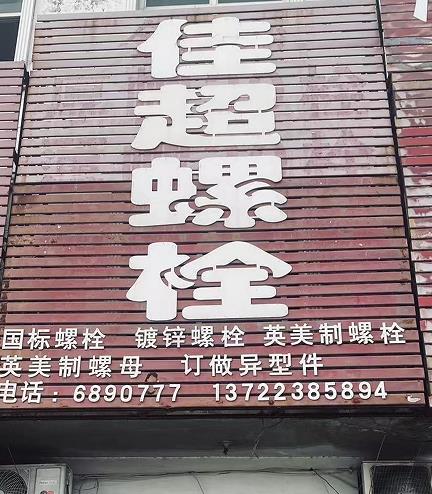 佳超螺栓
国标螺栓 镀锌螺栓 英美制螺栓
英美制螺母 订做异型件
电话：6890777 13722385894